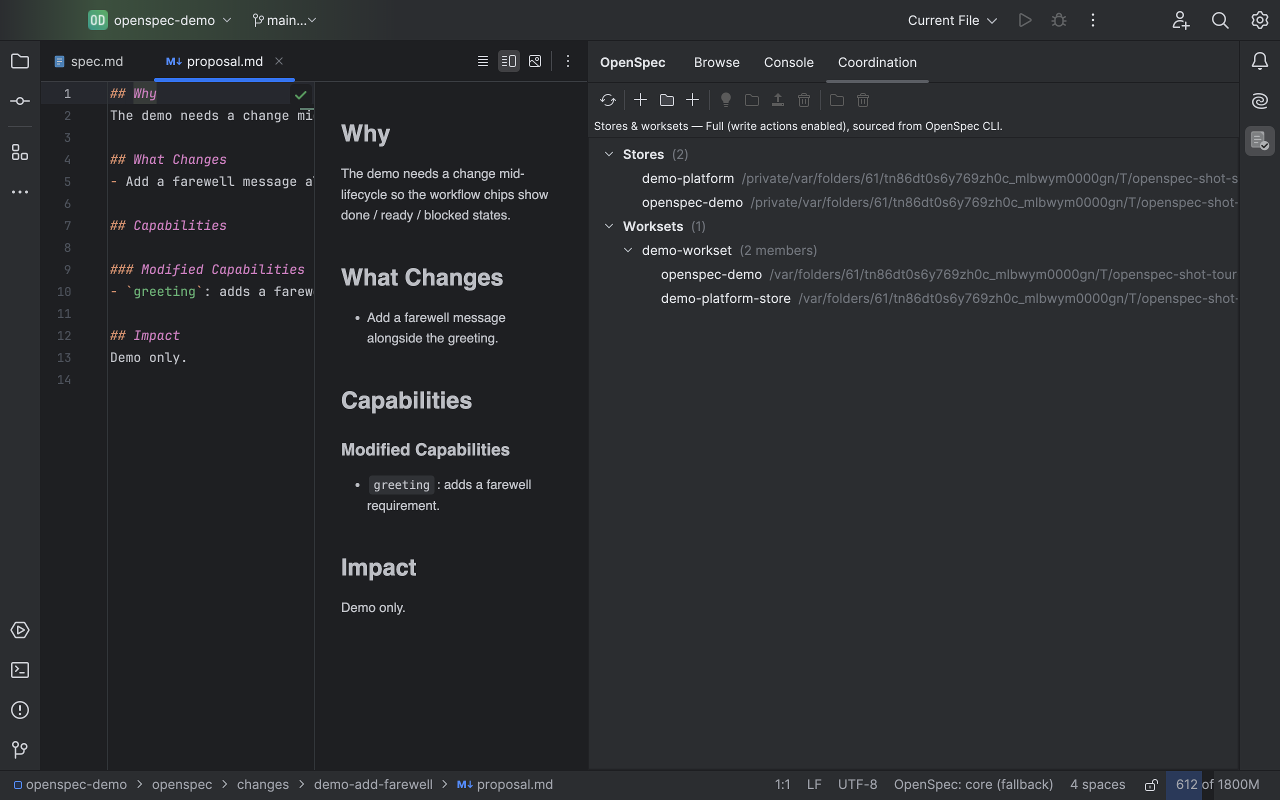 OD openspec-demo main... Current File
spec.md proposal.md
OpenSpec Browse Console Coordination
1 ## Why
2 The demo needs a change mi
3
4 ## What Changes
5 - Add a farewell message a
6
7 ## Capabilities
8
9 ### Modified Capabilities
10 - `greeting`: adds a farew
11
12 ## Impact
13 Demo only.
14
Why
The demo needs a change mid-
lifecycle so the workflow chips show
done / ready / blocked states.
What Changes
• Add a farewell message
alongside the greeting.
Capabilities
Modified Capabilities
• greeting : adds a farewell
requirement.
Impact
Demo only.
Stores & worksets — Full (write actions enabled), sourced from OpenSpec CLI.
Stores (2)
demo-platform /private/var/folders/61/tn86dt0s6y769zh0c_mlbwym0000gn/T/openspec-shot-s
openspec-demo /private/var/folders/61/tn86dt0s6y769zh0c_mlbwym0000gn/T/openspec-shot-
Worksets (1)
demo-workset (2 members)
openspec-demo /var/folders/61/tn86dt0s6y769zh0c_mlbwym0000gn/T/openspec-shot-tour
demo-platform-store /var/folders/61/tn86dt0s6y769zh0c_mlbwym0000gn/T/openspec-shot-
openspec-demo > openspec > changes > demo-add-farewell > M↓ proposal.md 1:1 LF UTF-8 OpenSpec: core (fallback) 4 spaces 612 of 1800M